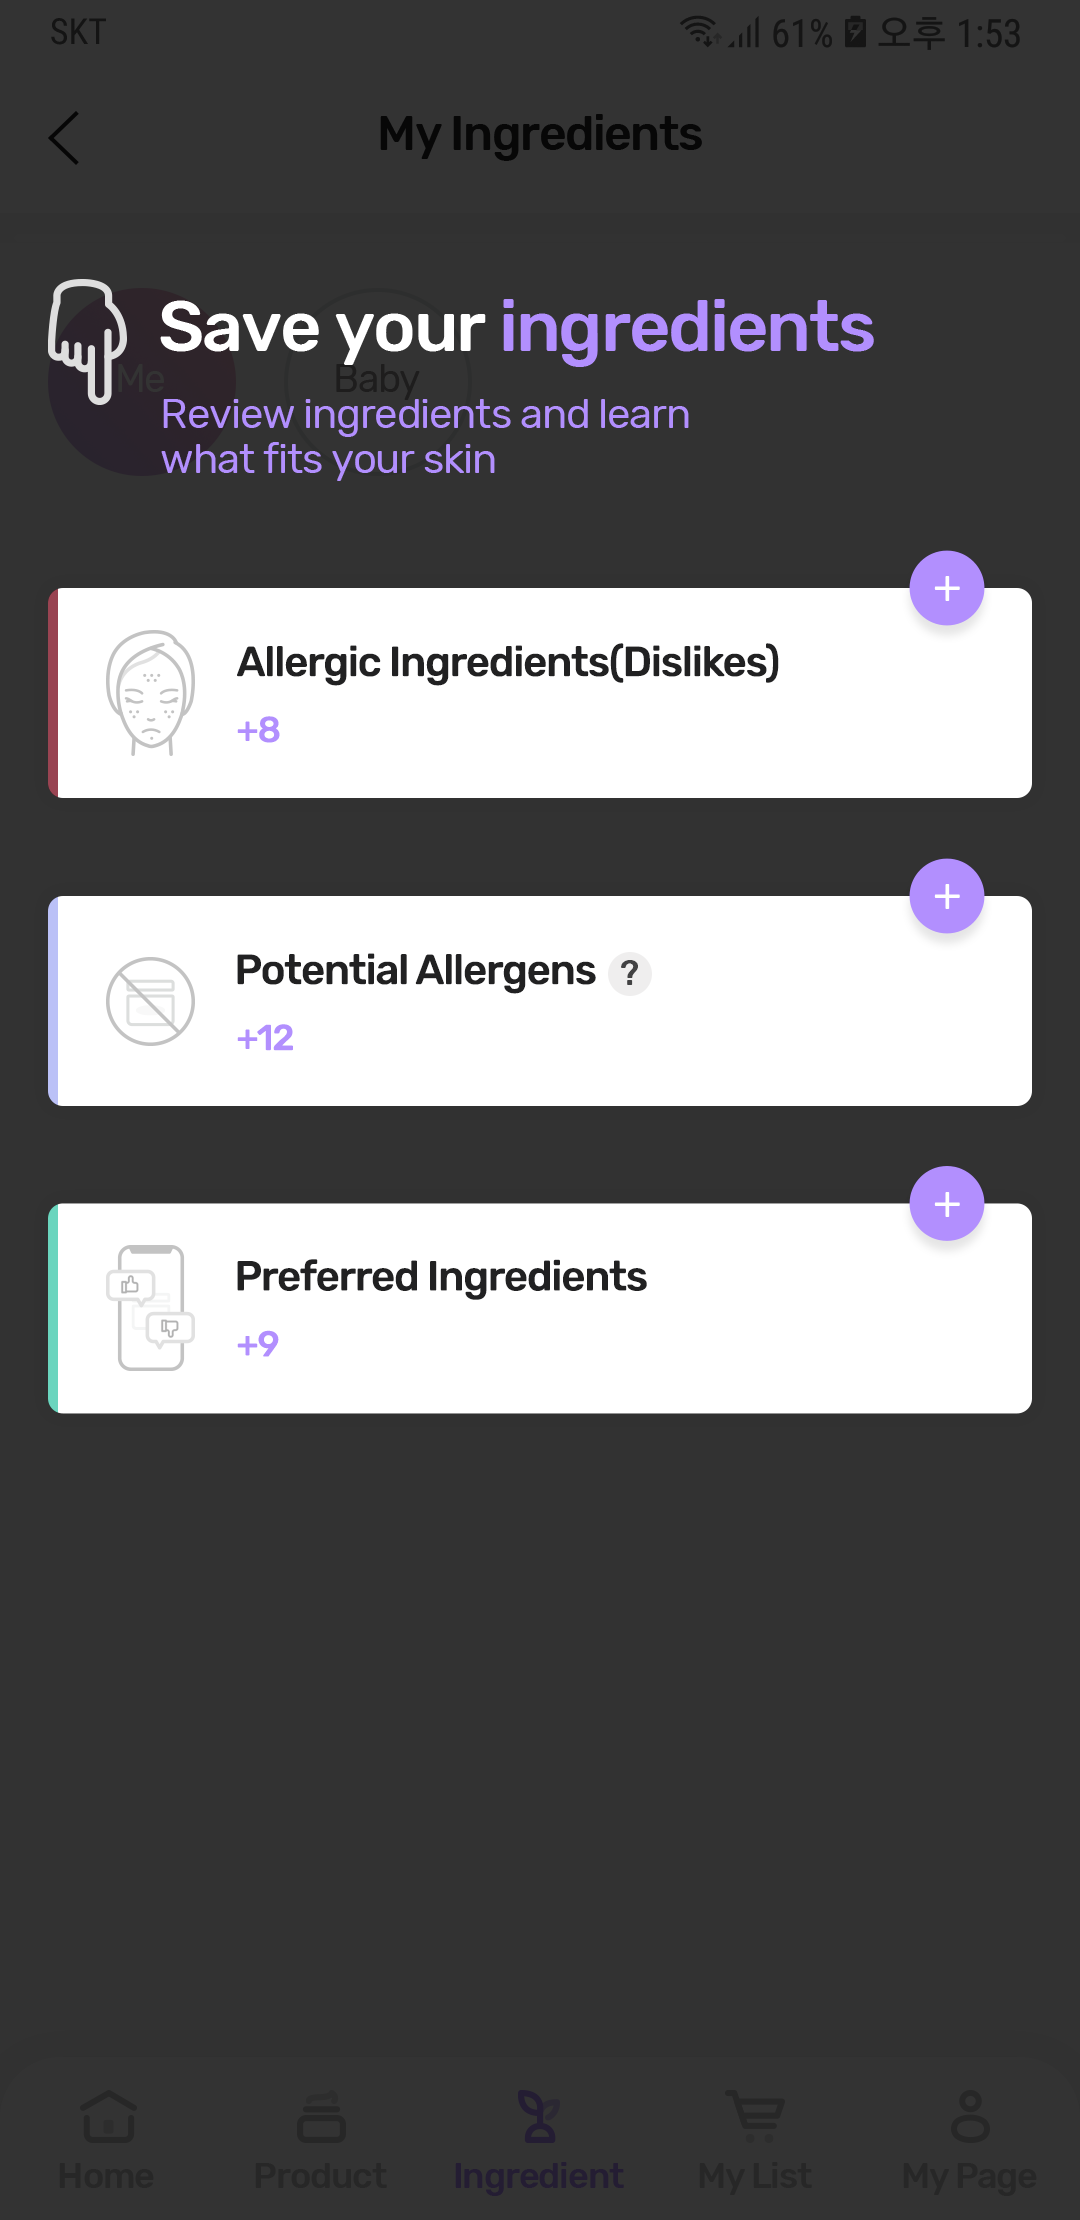 SKT 61% 오후 1:53
My Ingredients
Save your ingredients
Me
Baby
Review ingredients and learn
what fits your skin
+
Allergic Ingredients(Dislikes)
+8
+
Potential Allergens ?
+12
+
Preferred Ingredients
+9
Home Product Ingredient My List My Page